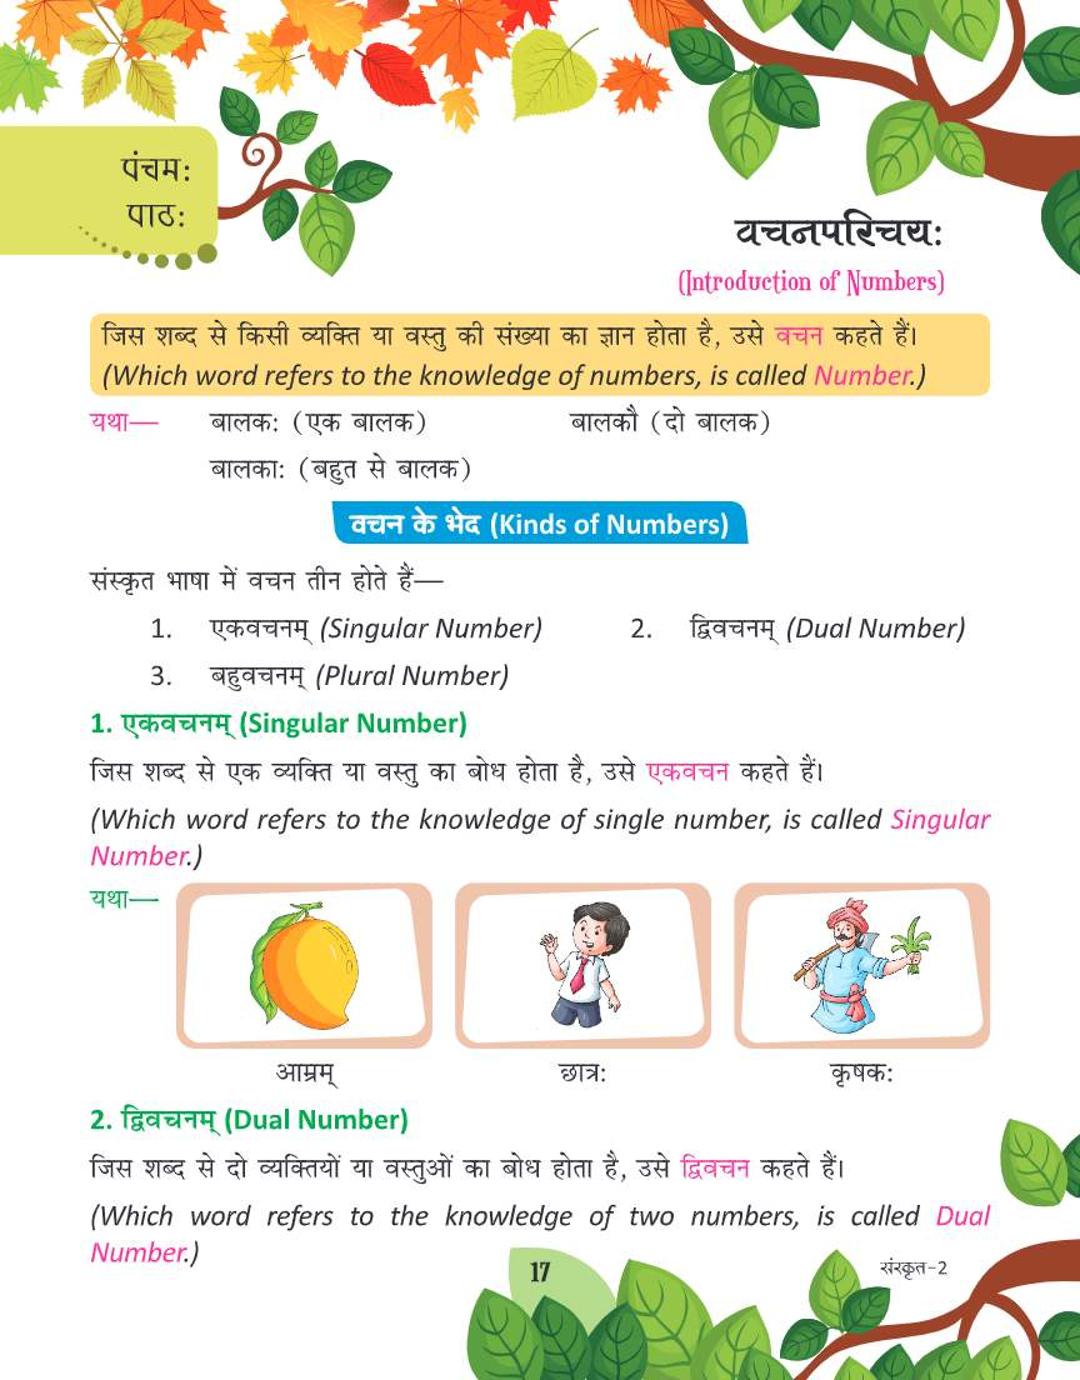 पंचमः
पाठः
वचनपरिचयः
(Introduction of Numbers)
जिस शब्द से किसी व्यक्ति या वस्तु की संख्या का ज्ञान होता है, उसे वचन कहते हैं।
(Which word refers to the knowledge of numbers, is called Number.)
यथा— बालकः (एक बालक) बालकौ (दो बालक)
बालकाः (बहुत से बालक)
वचन के भेद (Kinds of Numbers)
संस्कृत भाषा में वचन तीन होते हैं—
1. एकवचनम् (Singular Number) 2. द्विवचनम् (Dual Number)
3. बहुवचनम् (Plural Number)
1. एकवचनम् (Singular Number)
जिस शब्द से एक व्यक्ति या वस्तु का बोध होता है, उसे एकवचन कहते हैं।
(Which word refers to the knowledge of single number, is called Singular
Number.)
यथा—
आम्रम् छात्रः कृषकः
2. द्विवचनम् (Dual Number)
जिस शब्द से दो व्यक्तियों या वस्तुओं का बोध होता है, उसे द्विवचन कहते हैं।
(Which word refers to the knowledge of two numbers, is called Dual
Number.)
17 संस्कृत-2